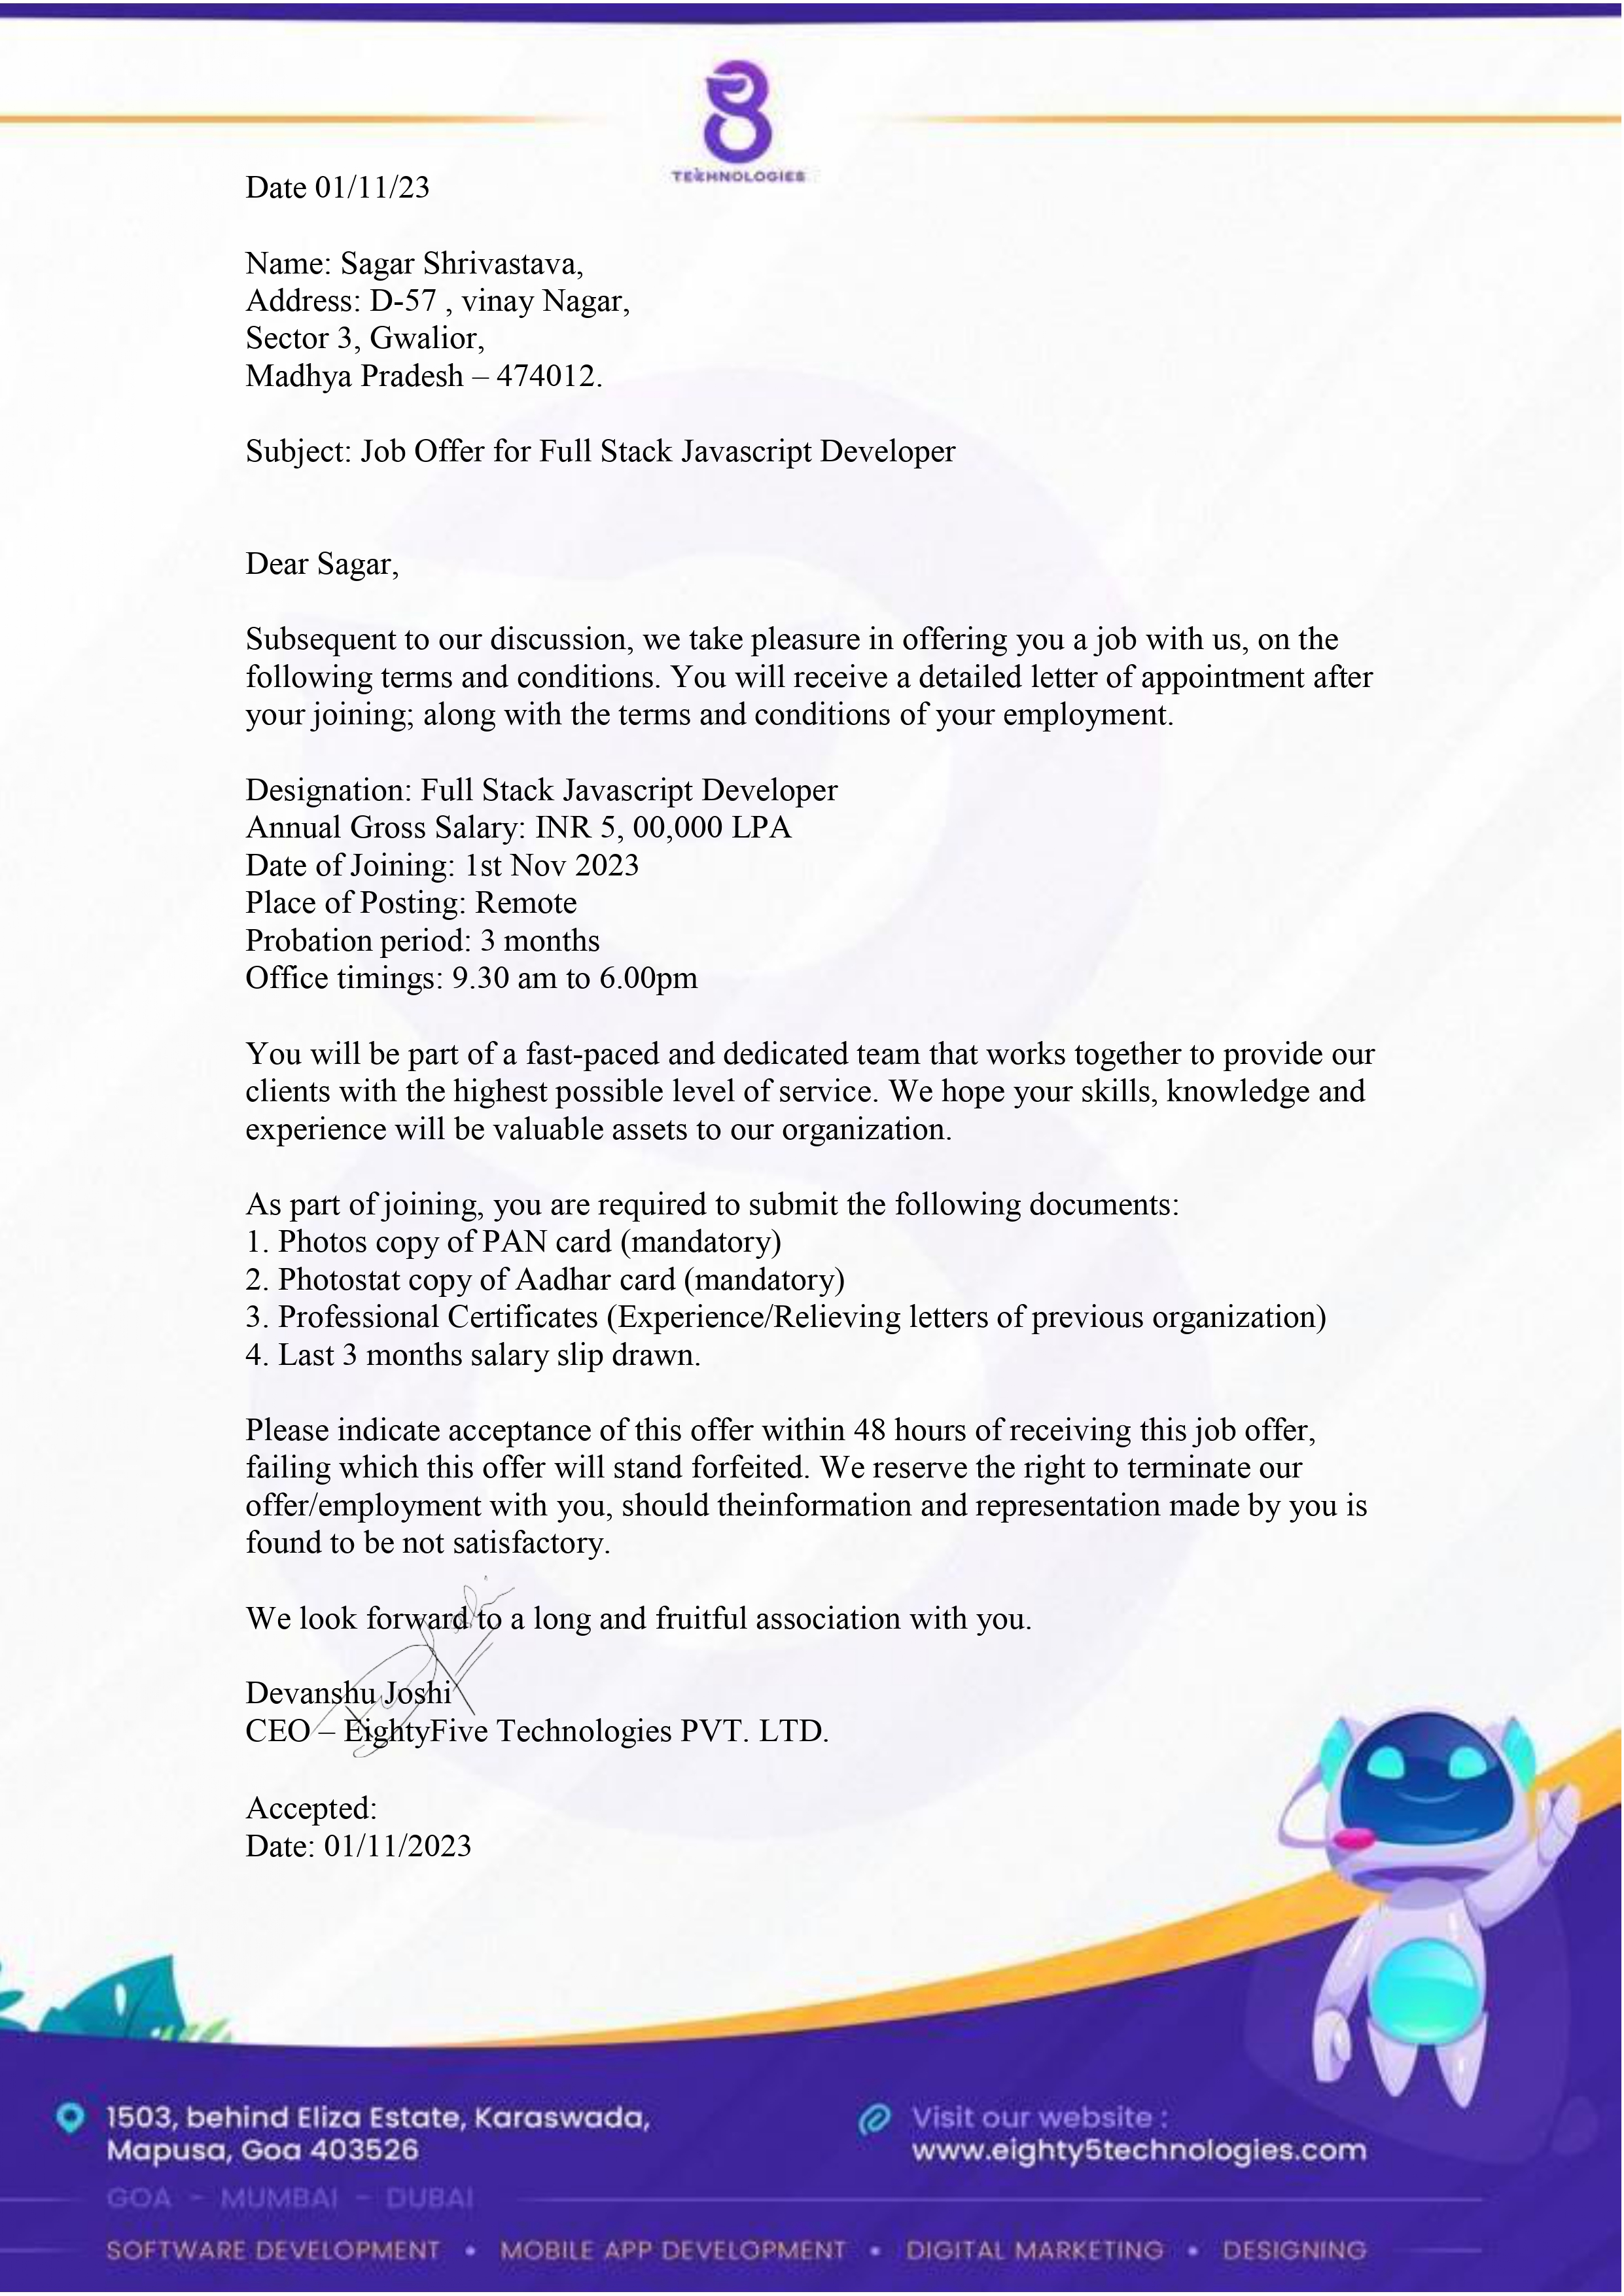 TECHNOLOGIES
Date 01/11/23
Name: Sagar Shrivastava,
Address: D-57 , vinay Nagar,
Sector 3, Gwalior,
Madhya Pradesh – 474012.
Subject: Job Offer for Full Stack Javascript Developer
Dear Sagar,
Subsequent to our discussion, we take pleasure in offering you a job with us, on the
following terms and conditions. You will receive a detailed letter of appointment after
your joining; along with the terms and conditions of your employment.
Designation: Full Stack Javascript Developer
Annual Gross Salary: INR 5, 00,000 LPA
Date of Joining: 1st Nov 2023
Place of Posting: Remote
Probation period: 3 months
Office timings: 9.30 am to 6.00pm
You will be part of a fast-paced and dedicated team that works together to provide our
clients with the highest possible level of service. We hope your skills, knowledge and
experience will be valuable assets to our organization.
As part of joining, you are required to submit the following documents:
1. Photos copy of PAN card (mandatory)
2. Photostat copy of Aadhar card (mandatory)
3. Professional Certificates (Experience/Relieving letters of previous organization)
4. Last 3 months salary slip drawn.
Please indicate acceptance of this offer within 48 hours of receiving this job offer,
failing which this offer will stand forfeited. We reserve the right to terminate our
offer/employment with you, should theinformation and representation made by you is
found to be not satisfactory.
We look forward to a long and fruitful association with you.
Devanshu Joshi
CEO – EightyFive Technologies PVT. LTD.
Accepted:
Date: 01/11/2023
1503, behind Eliza Estate, Karaswada,
Mapusa, Goa 403526
Visit our website :
www.eighty5technologies.com
GOA - MUMBAI - DUBAI
SOFTWARE DEVELOPMENT • MOBILE APP DEVELOPMENT • DIGITAL MARKETING • DESIGNING